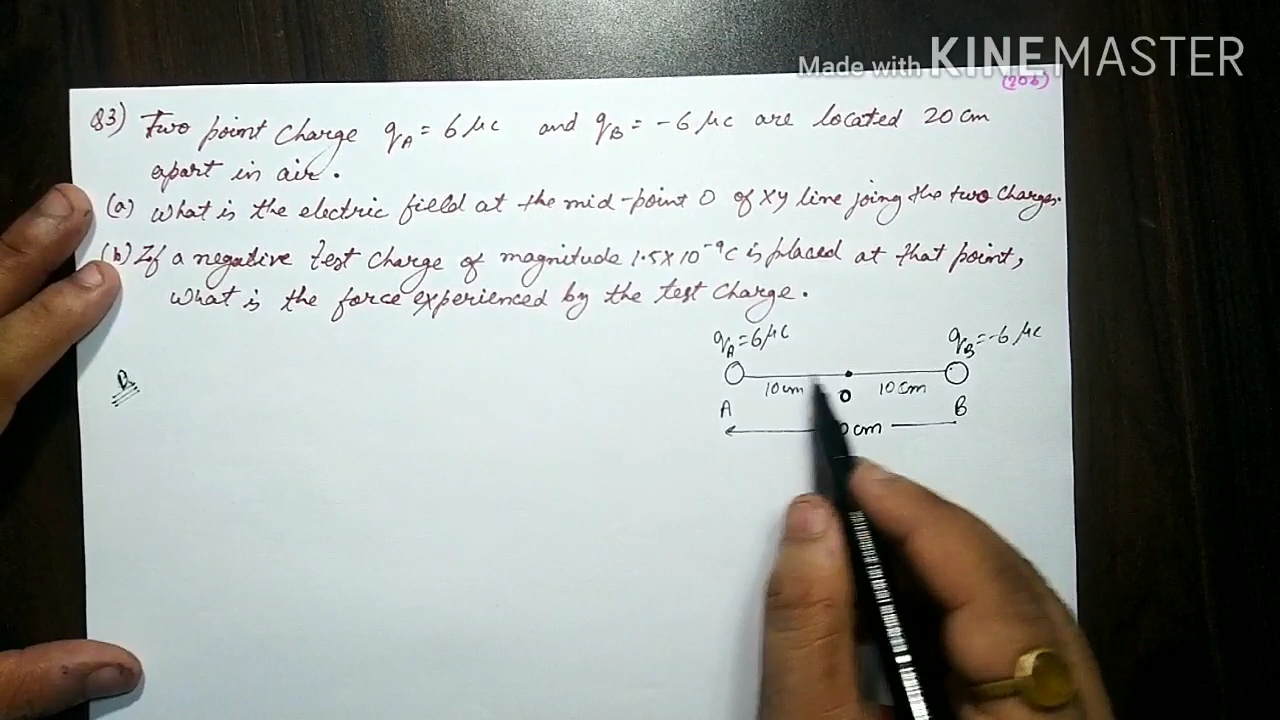 Made with KINEMASTER
(206)
Q3) Two point charge qA = 6 μc and qB = -6 μc are located 20 cm
apart in air.
(a) What is the electric field at the mid-point O of XY line joing the two charges.
(b) If a negative test charge of magnitude 1.5 x 10⁻⁹C is placed at that point,
what is the force experienced by the test charge.
qA = 6 μc qB = -6 μc
10 cm O 10 cm
A B
0 cm